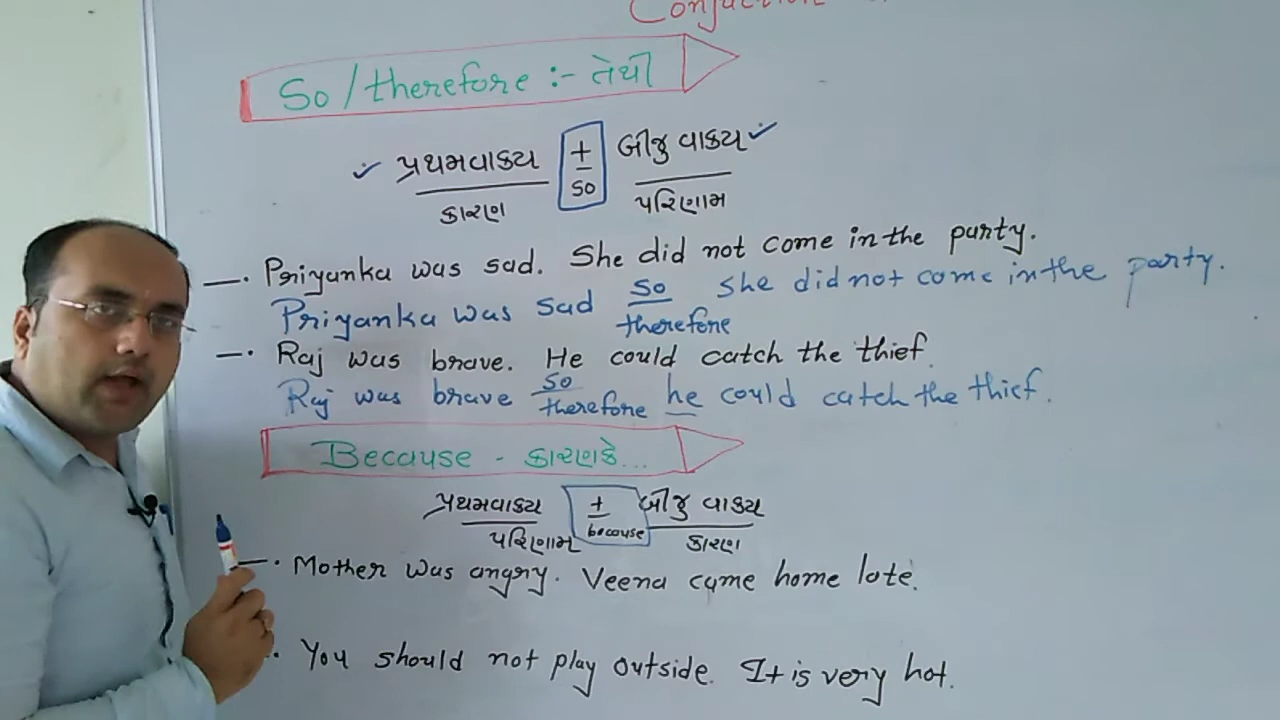 So / therefore :- તેથી
પ્રથમવાક્ય + બીજુ વાક્ય
કારણ so પરિણામ
Priyanka was sad. She did not come in the party.
Priyanka was sad so she did not come in the party.
therefore
Raj was brave. He could catch the thief.
Raj was brave so he could catch the thief.
therefore
Because - કારણકે...
પ્રથમવાક્ય + બીજુ વાક્ય
પરિણામ because કારણ
Mother was angry. Veena came home late.
You should not play outside. It is very hot.